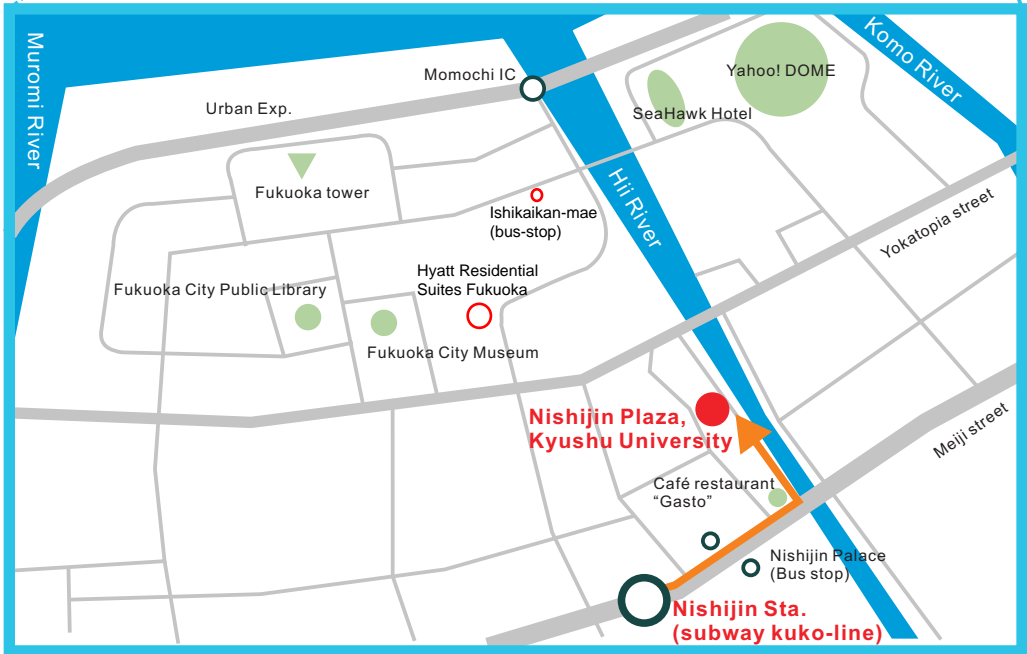 Muromi River
Komo River
Momochi IC
Yahoo! DOME
Urban Exp.
SeaHawk Hotel
Fukuoka tower
Hii River
Ishikaikan-mae
(bus-stop)
Yokatopia street
Hyatt Residential
Suites Fukuoka
Fukuoka City Public Library
Fukuoka City Museum
Nishijin Plaza,
Kyushu University
Meiji street
Café restaurant
“Gasto”
Nishijin Palace
(Bus stop)
Nishijin Sta.
(subway kuko-line)